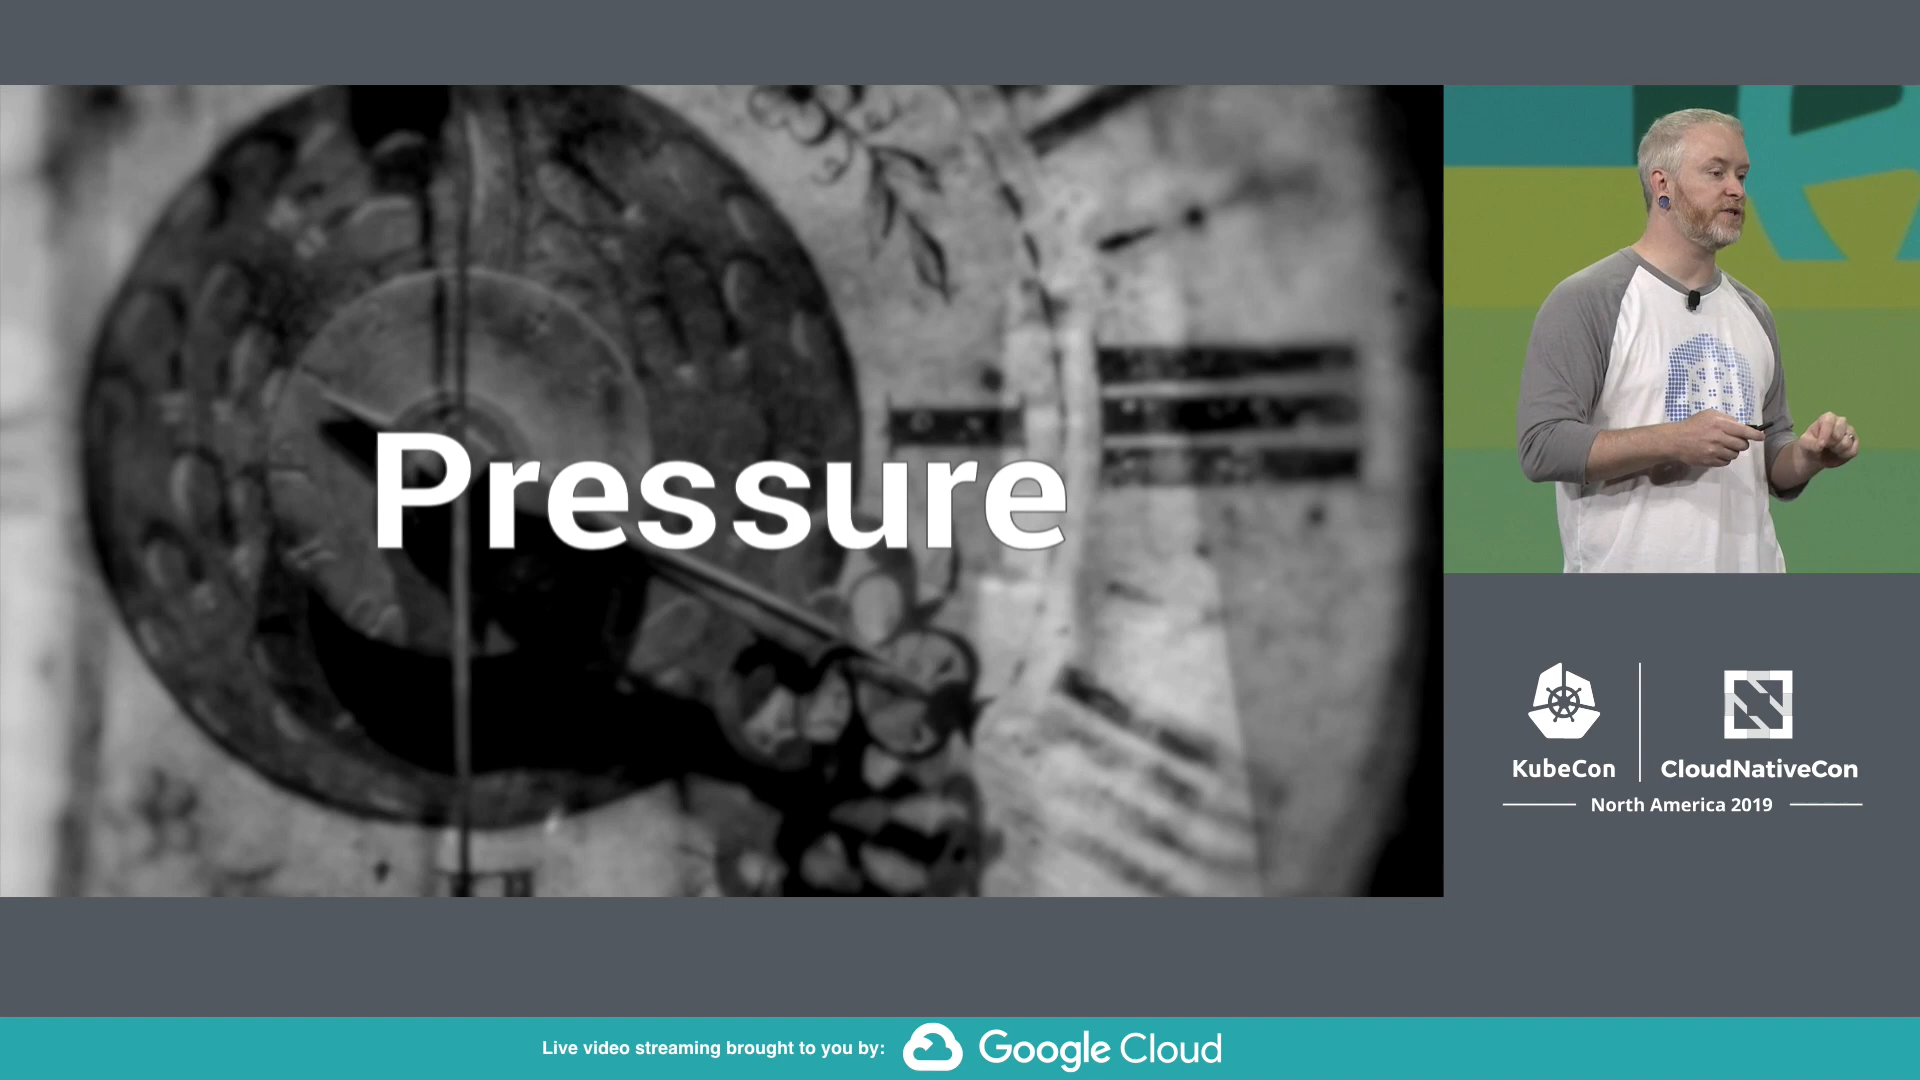 Pressure
KubeCon
CloudNativeCon
North America 2019
Live video streaming brought to you by:
Google Cloud